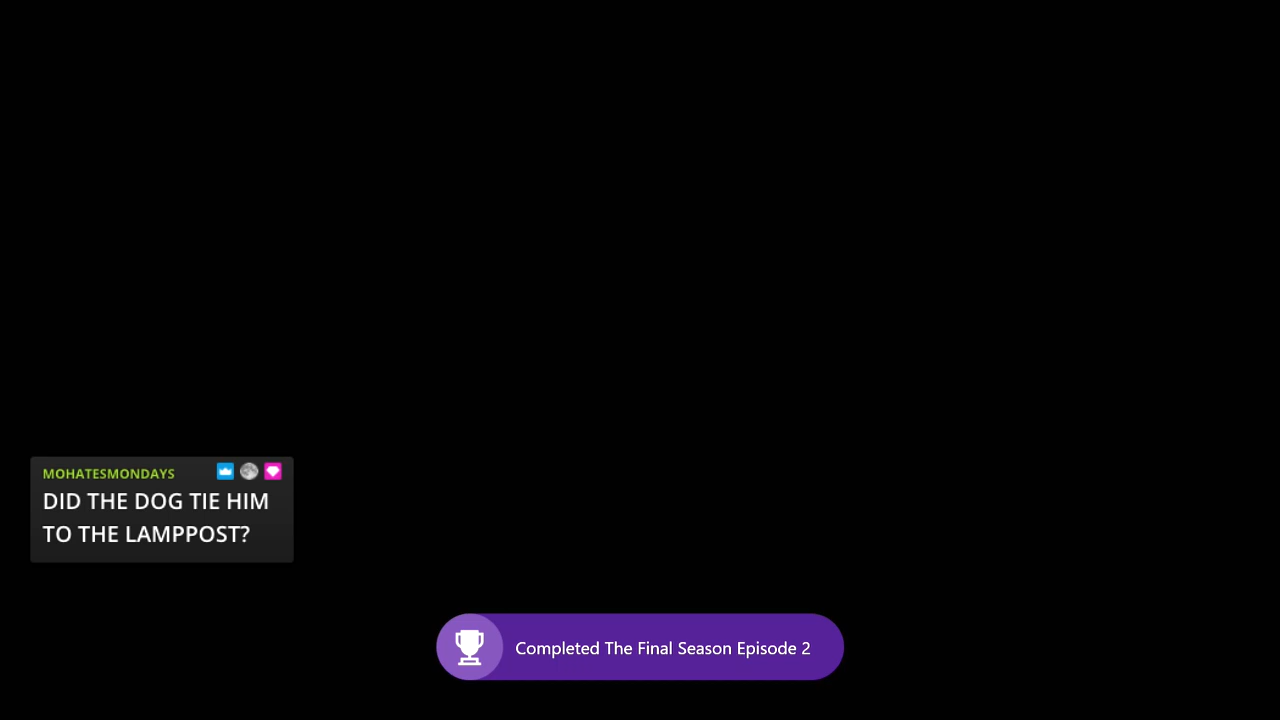 MOHATESMONDAYS
DID THE DOG TIE HIM
TO THE LAMPPOST?
Completed The Final Season Episode 2